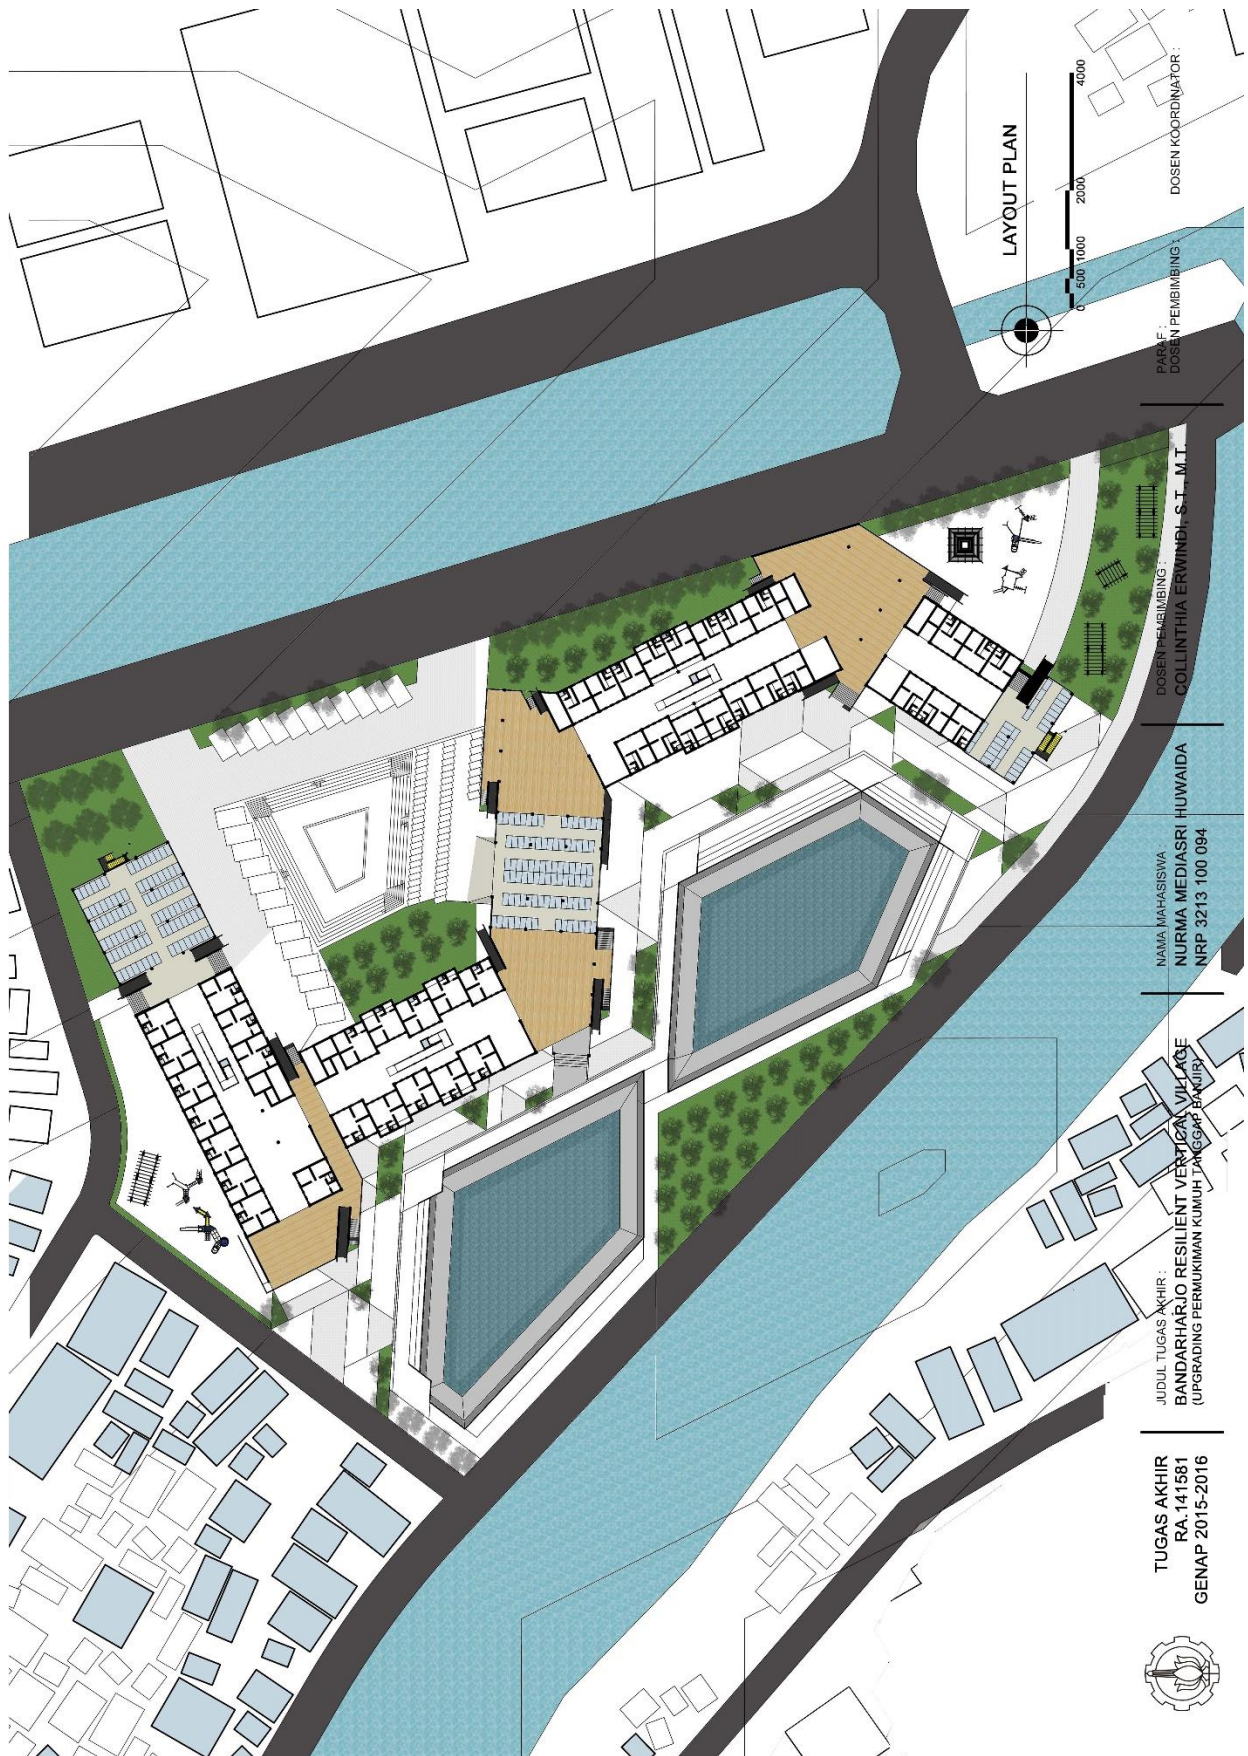 LAYOUT PLAN
0 500 1000 2000 4000
TUGAS AKHIR
RA.141581
GENAP 2015-2016
JUDUL TUGAS AKHIR :
BANDARHARJO RESILIENT VERTICAL VILLAGE
(UPGRADING PERMUKIMAN KUMUH TANGGAP BANJIR)
NAMA MAHASISWA
NURMA MEDIASRI HUWAIDA
NRP 3213 100 094
DOSEN PEMBIMBING :
COLLINTHIA ERWINDI, S.T., M.T.
PARAF :
DOSEN PEMBIMBING :
DOSEN KOORDINATOR :